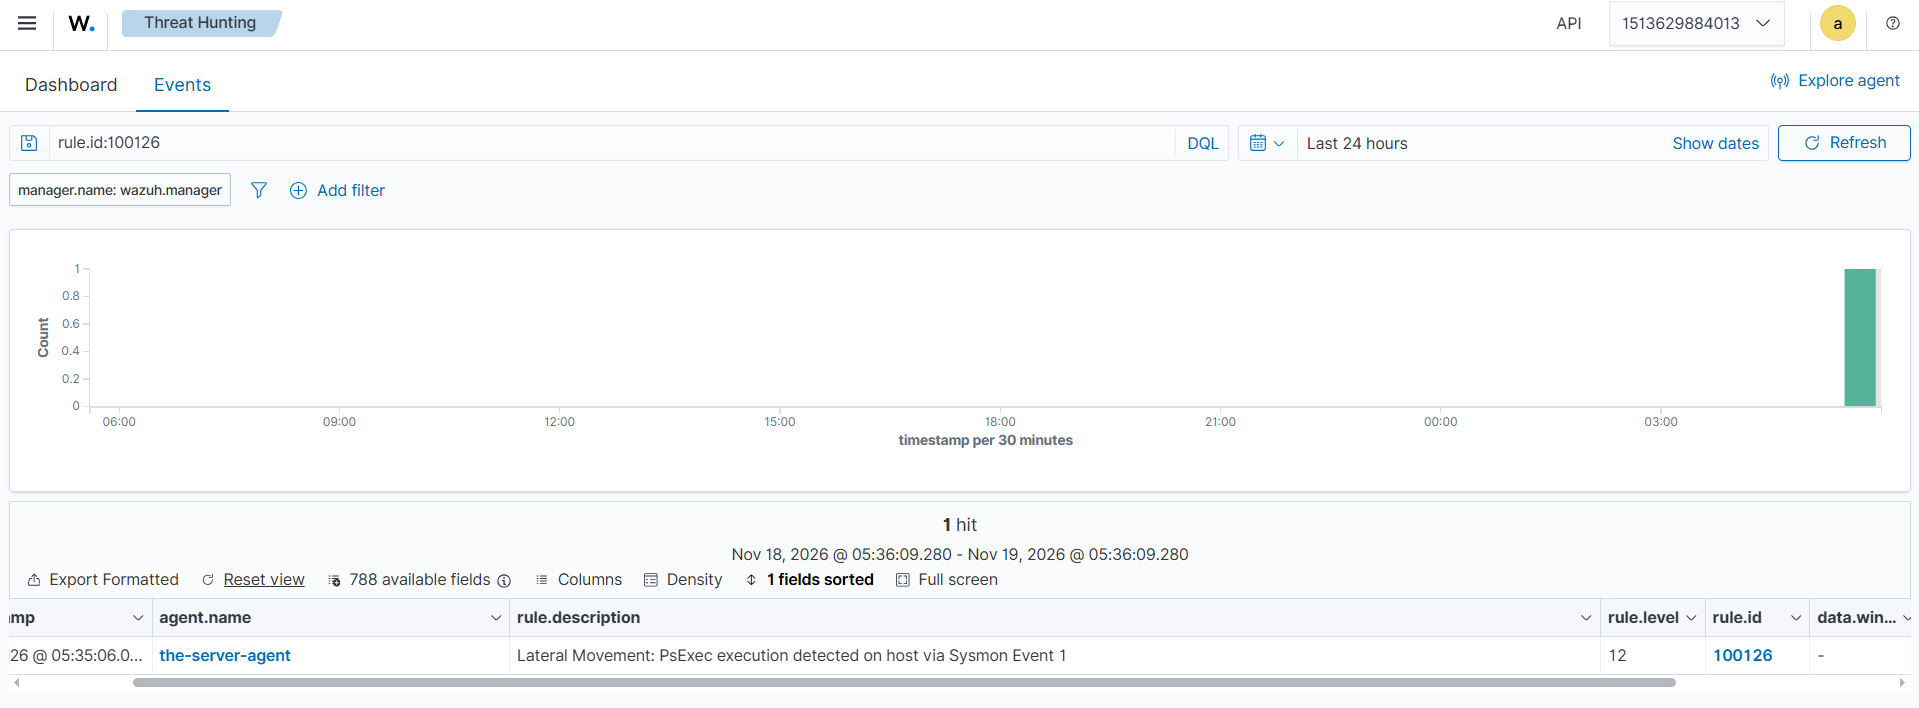 W. Threat Hunting API 1513629884013 a
Dashboard Events Explore agent
rule.id:100126 DQL Last 24 hours Show dates Refresh
manager.name: wazuh.manager Add filter
1
0.8
0.6
0.4
0.2
0
Count
06:00 09:00 12:00 15:00 18:00 21:00 00:00 03:00
timestamp per 30 minutes
1 hit
Nov 18, 2026 @ 05:36:09.280 - Nov 19, 2026 @ 05:36:09.280
Export Formatted Reset view 788 available fields Columns Density 1 fields sorted Full screen
mp agent.name rule.description rule.level rule.id data.win...
26 @ 05:35:06.0... the-server-agent Lateral Movement: PsExec execution detected on host via Sysmon Event 1 12 100126 -